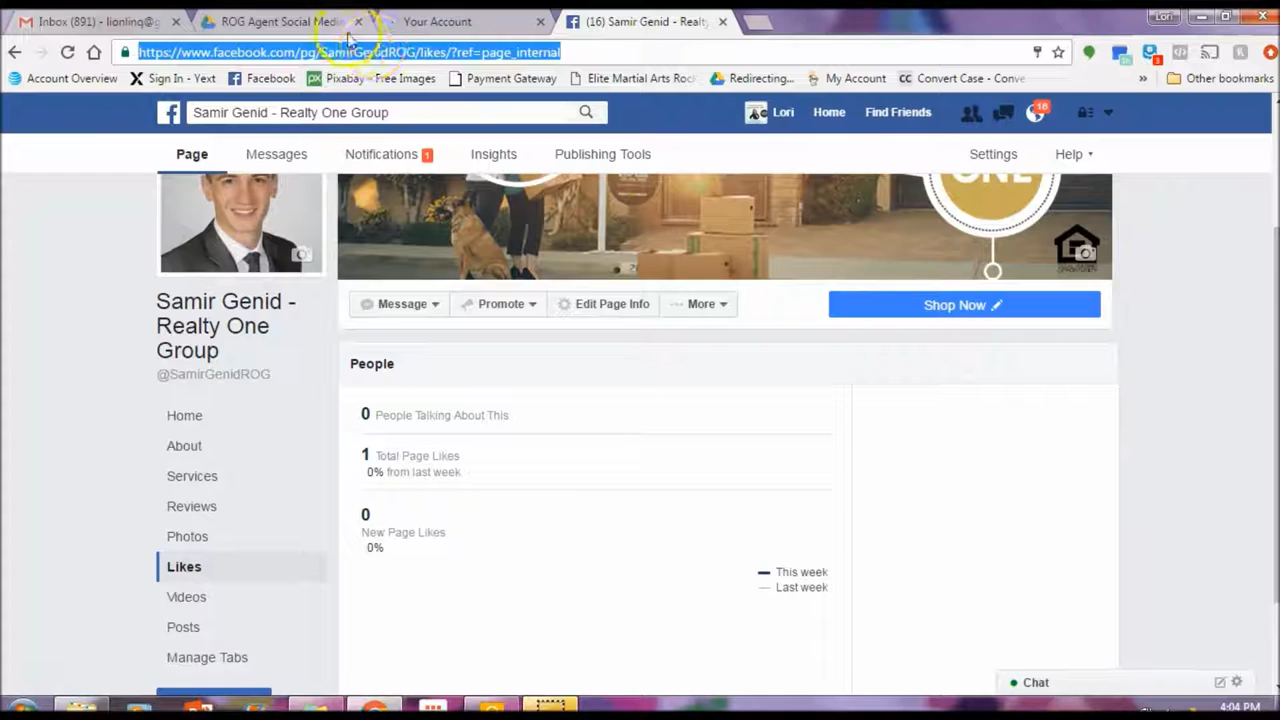 Inbox (891) - lionlinq@g
ROG Agent Social Medi
Your Account
(16) Samir Genid - Realty
Lori
https://www.facebook.com/pg/SamirGenidROG/likes/?ref=page_internal
Account Overview
Sign In - Yext
Facebook
Pixabay - Free Images
Payment Gateway
Elite Martial Arts Roc
Redirecting...
My Account
CC Convert Case - Conve
»
Other bookmarks
Samir Genid - Realty One Group
Lori
Home
Find Friends
16
Page
Messages
Notifications 1
Insights
Publishing Tools
Settings
Help
ONE
Message
Promote
Edit Page Info
More
Shop Now
Samir Genid -
Realty One
Group
@SamirGenidROG
People
Home
About
Services
Reviews
Photos
Likes
Videos
Posts
Manage Tabs
0 People Talking About This
1 Total Page Likes
0% from last week
0
New Page Likes
0%
This week
Last week
Chat
4:04 PM